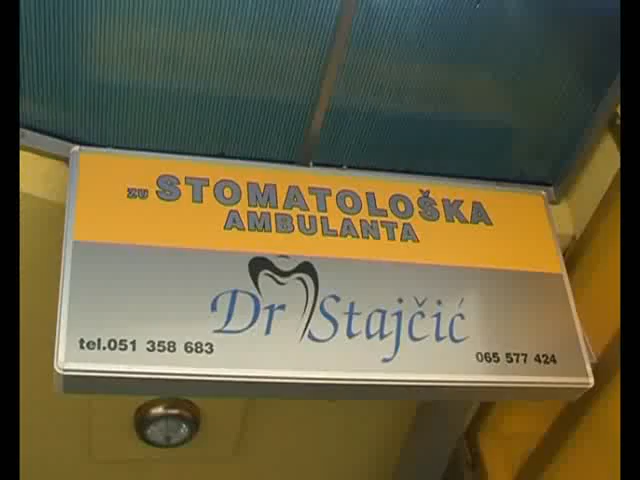 ZU STOMATOLOŠKA
AMBULANTA
Dr Stajčić
tel.051 358 683
065 577 424